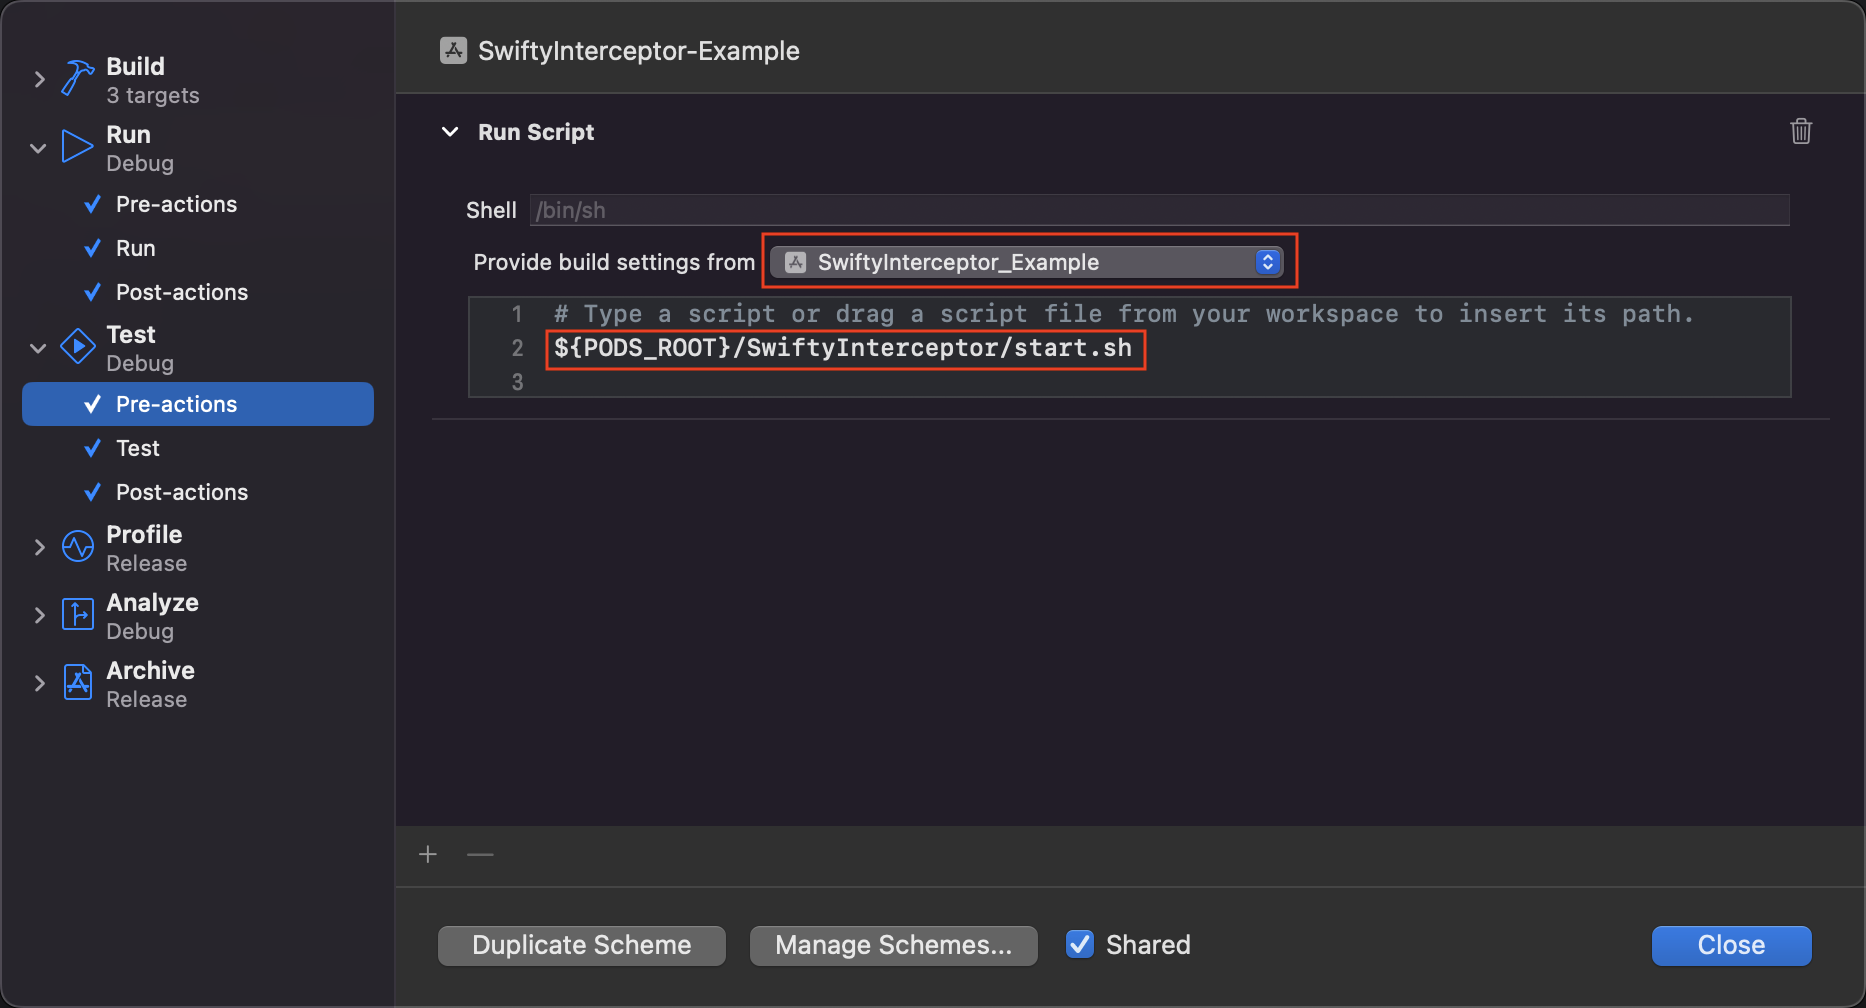 Build
3 targets
Run
Debug
Pre-actions
Run
Post-actions
Test
Debug
Pre-actions
Test
Post-actions
Profile
Release
Analyze
Debug
Archive
Release
SwiftyInterceptor-Example
Run Script
Shell /bin/sh
Provide build settings from SwiftyInterceptor_Example
1 # Type a script or drag a script file from your workspace to insert its path.
2 ${PODS_ROOT}/SwiftyInterceptor/start.sh
3
Duplicate Scheme Manage Schemes... Shared Close